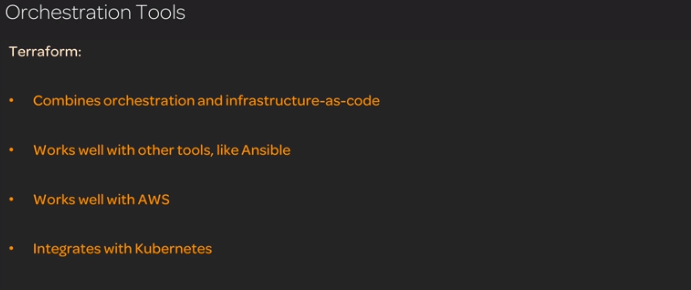 Orchestration Tools
Terraform:
• Combines orchestration and infrastructure-as-code
• Works well with other tools, like Ansible
• Works well with AWS
• Integrates with Kubernetes